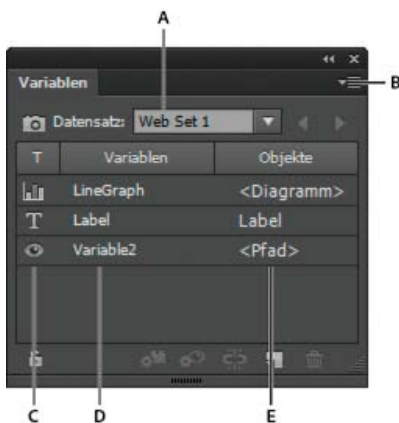 A
Variablen
B
Datensatz: Web Set 1
T Variablen Objekte
LineGraph <Diagramm>
T Label Label
Variable2 <Pfad>
C D E